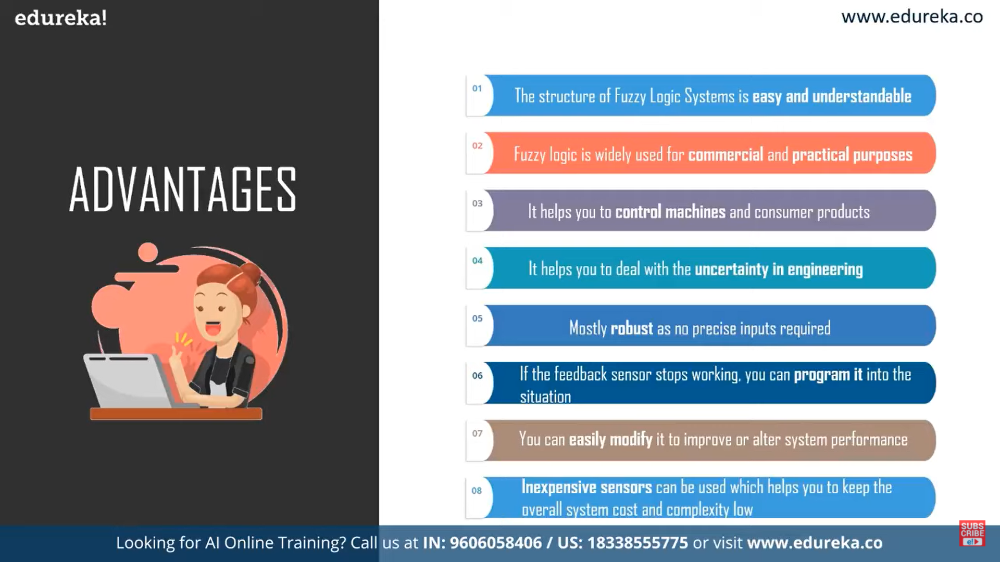 edureka!
www.edureka.co
ADVANTAGES
01
The structure of Fuzzy Logic Systems is easy and understandable
02
Fuzzy logic is widely used for commercial and practical purposes
03
It helps you to control machines and consumer products
04
It helps you to deal with the uncertainty in engineering
05
Mostly robust as no precise inputs required
06
If the feedback sensor stops working, you can program it into the
situation
07
You can easily modify it to improve or alter system performance
08
Inexpensive sensors can be used which helps you to keep the
overall system cost and complexity low
Looking for AI Online Training? Call us at IN: 9606058406 / US: 18338555775 or visit www.edureka.co
SUBS
CRIBE
e!